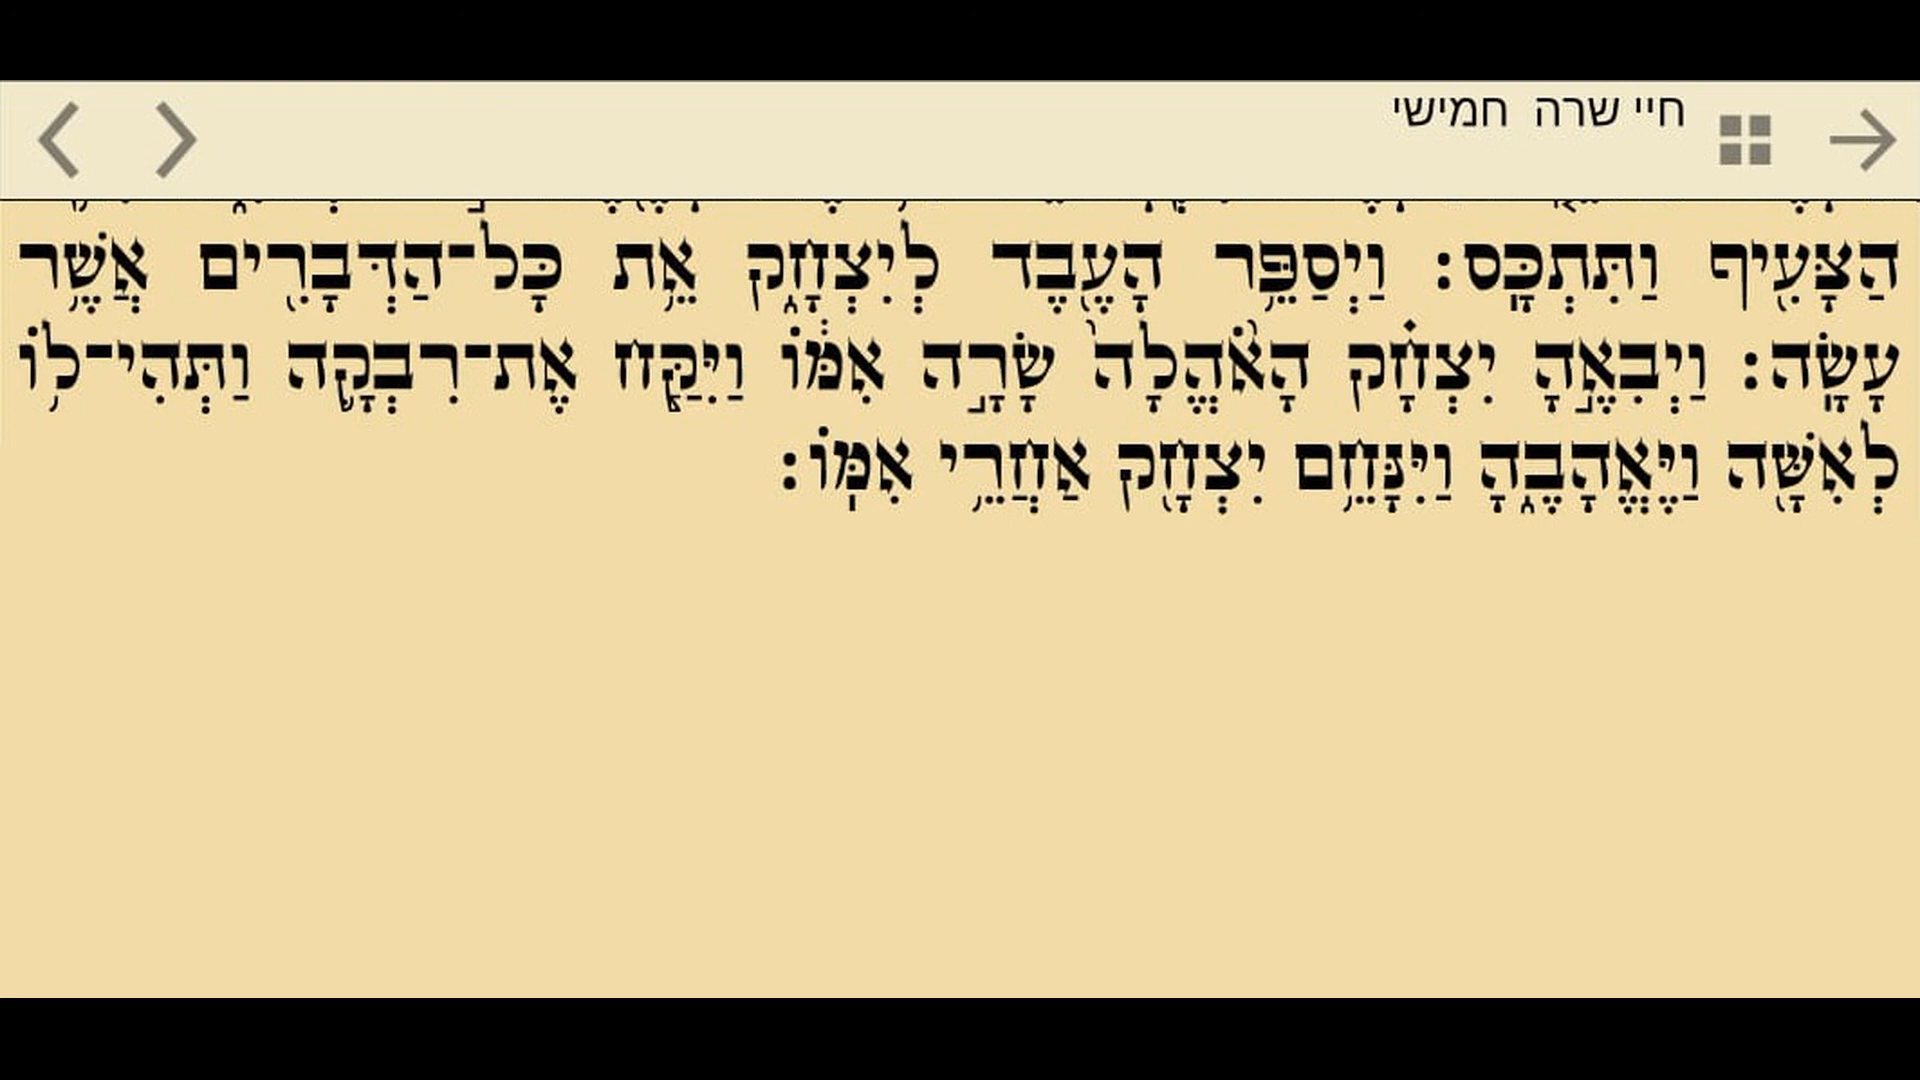 חיי שרה חמישי
הַצָּעִ֖יף וַתִּתְכָּֽס׃ וַיְסַפֵּ֥ר הָעֶ֖בֶד לְיִצְחָ֑ק אֵ֥ת כׇּל־הַדְּבָרִ֖ים אֲשֶׁ֥ר
עָשָֽׂה׃ וַיְבִאֶ֣הָ יִצְחָ֗ק הָאֹ֙הֱלָה֙ שָׂרָ֣ה אִמּ֔וֹ וַיִּקַּ֧ח אֶת־רִבְקָ֛ה וַתְּהִי־ל֥וֹ
לְאִשָּׁ֖ה וַיֶּאֱהָבֶ֑הָ וַיִּנָּחֵ֥ם יִצְחָ֖ק אַחֲרֵ֥י אִמּֽוֹ׃